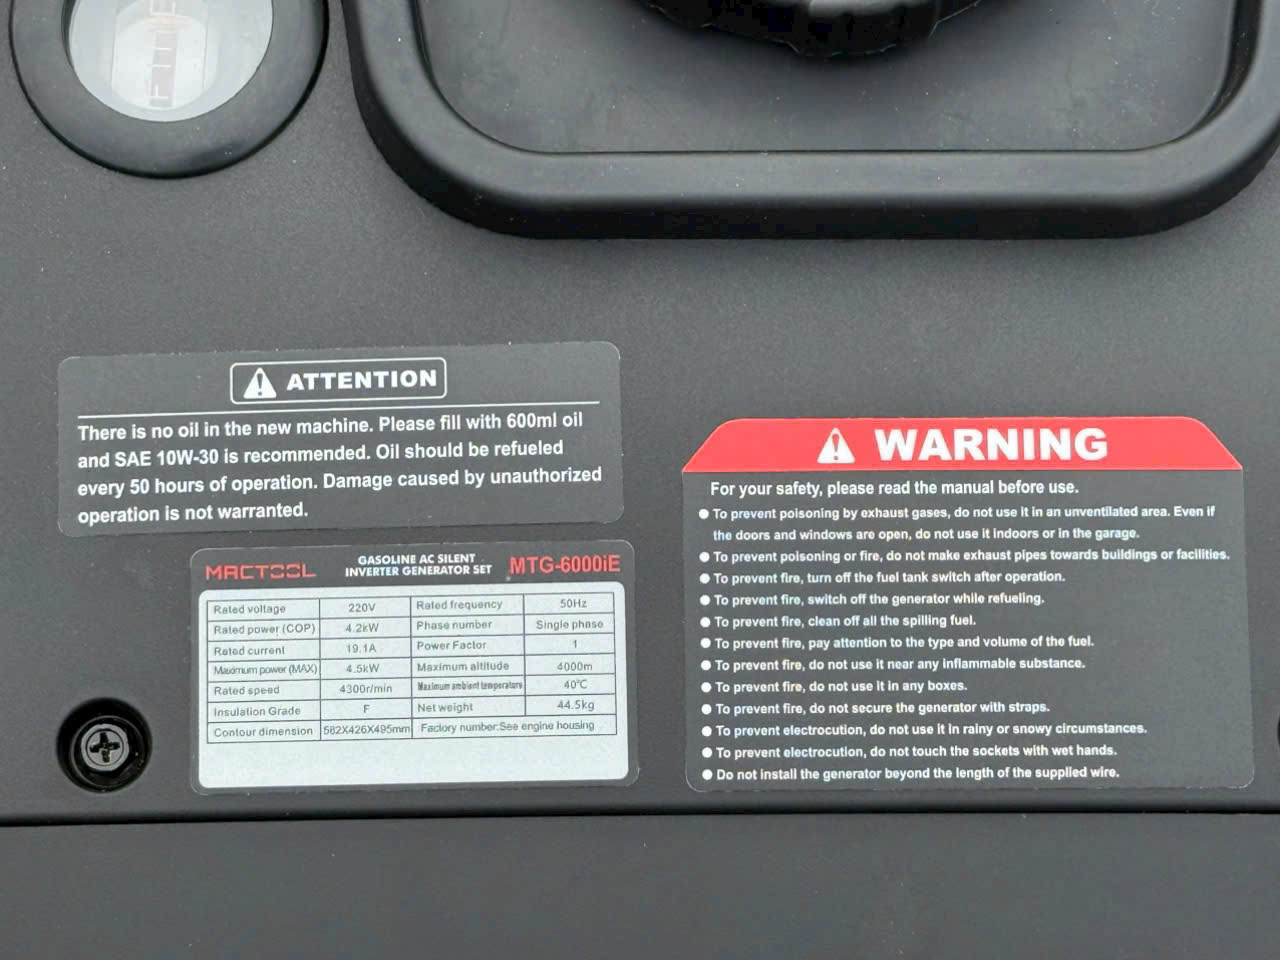 ATTENTION
There is no oil in the new machine. Please fill with 600ml oil
and SAE 10W-30 is recommended. Oil should be refueled
every 50 hours of operation. Damage caused by unauthorized
operation is not warranted.
MACTOOL
GASOLINE AC SILENT
INVERTER GENERATOR SET
MTG-6000iE
Rated voltage 220V Rated frequency 50Hz
Rated power (COP) 4.2kW Phase number Single phase
Rated current 19.1A Power Factor 1
Maximum power (MAX) 4.5kW Maximum altitude 4000m
Rated speed 4300r/min Maximum ambient temperature 40°C
Insulation Grade F Net weight 44.5kg
Contour dimension 582X426X495mm Factory number:See engine housing
WARNING
For your safety, please read the manual before use.
● To prevent poisoning by exhaust gases, do not use it in an unventilated area. Even if
the doors and windows are open, do not use it indoors or in the garage.
● To prevent poisoning or fire, do not make exhaust pipes towards buildings or facilities.
● To prevent fire, turn off the fuel tank switch after operation.
● To prevent fire, switch off the generator while refueling.
● To prevent fire, clean off all the spilling fuel.
● To prevent fire, pay attention to the type and volume of the fuel.
● To prevent fire, do not use it near any inflammable substance.
● To prevent fire, do not use it in any boxes.
● To prevent fire, do not secure the generator with straps.
● To prevent electrocution, do not use it in rainy or snowy circumstances.
● To prevent electrocution, do not touch the sockets with wet hands.
● Do not install the generator beyond the length of the supplied wire.